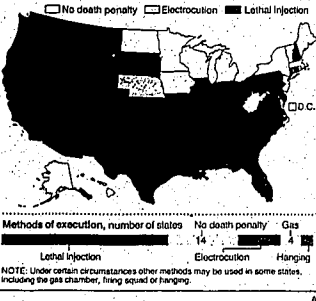 No death penalty Electrocution Lethal Injection
D.C.
Methods of execution, number of states No death penalty Gas
14 4
Lethal Injection Electrocution Hanging
NOTE: Under certain circumstances other methods may be used in some states,
including the gas chamber, firing squad or hanging.